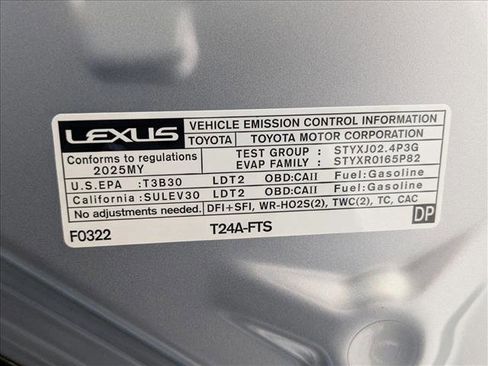 LEXUS VEHICLE EMISSION CONTROL INFORMATION
TOYOTA TOYOTA MOTOR CORPORATION
Conforms to regulations TEST GROUP : STYXJ02.4P3G
2025MY EVAP FAMILY : STYXR0165P82
U.S.EPA : T3B30 LDT2 OBD:CAII Fuel:Gasoline
California :SULEV30 LDT2 OBD:CAII Fuel:Gasoline
No adjustments needed. DFI+SFI, WR-HO2S(2), TWC(2), TC, CAC
DP
F0322 T24A-FTS